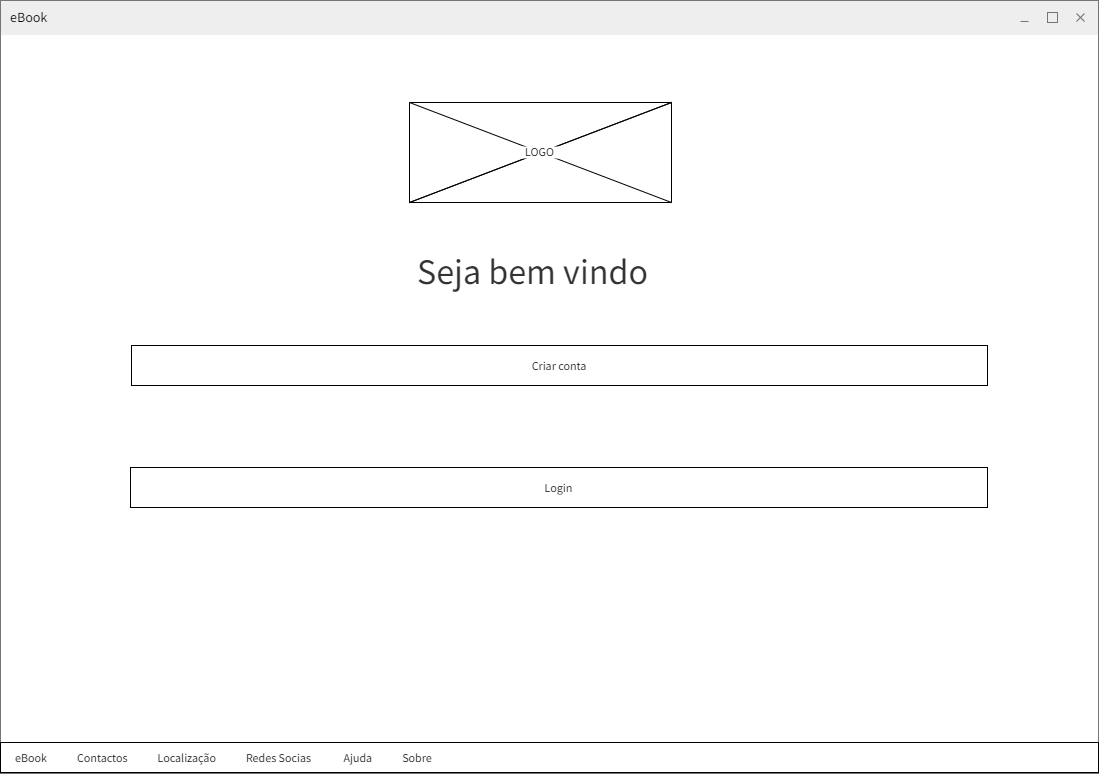 eBook
LOGO
Seja bem vindo
Criar conta
Login
eBook Contactos Localização Redes Socias Ajuda Sobre